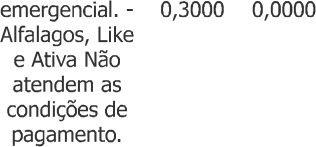 emergencial. - 0,3000 0,0000
Alfalagos, Like
e Ativa Não
atendem as
condições de
pagamento.